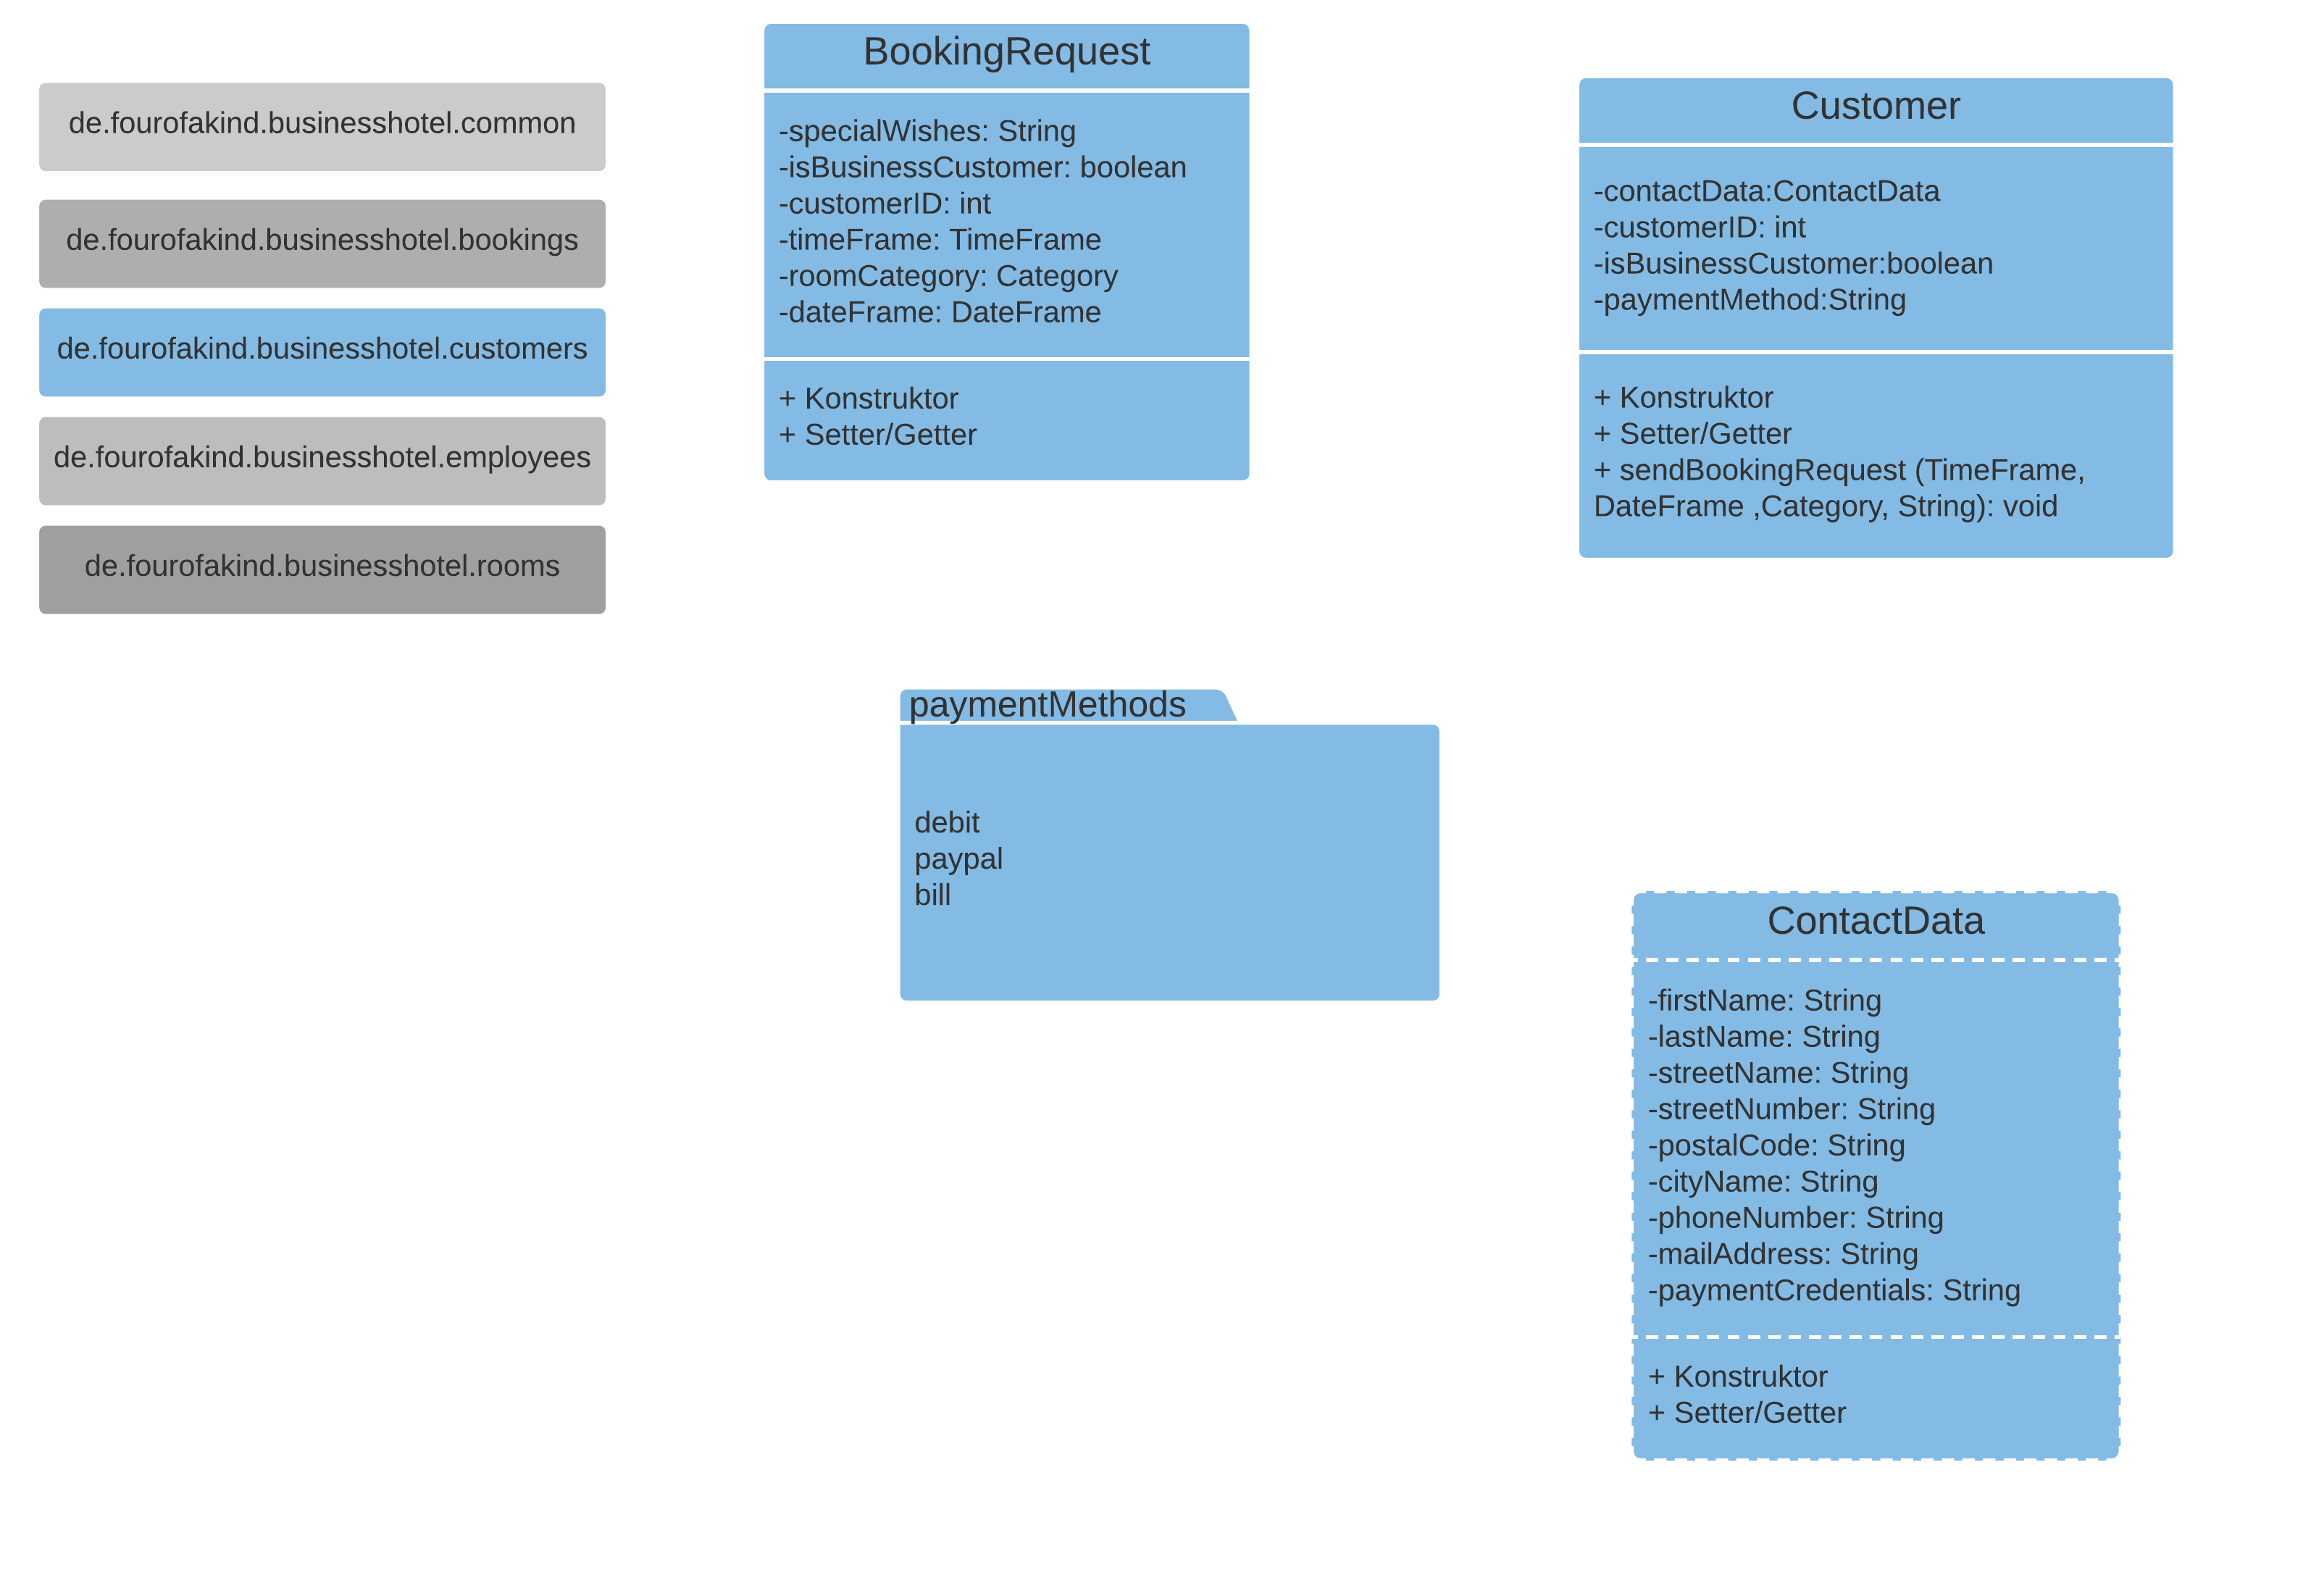 de.fourofakind.businesshotel.common
de.fourofakind.businesshotel.bookings
de.fourofakind.businesshotel.customers
de.fourofakind.businesshotel.employees
de.fourofakind.businesshotel.rooms
BookingRequest
-specialWishes: String
-isBusinessCustomer: boolean
-customerID: int
-timeFrame: TimeFrame
-roomCategory: Category
-dateFrame: DateFrame
+ Konstruktor
+ Setter/Getter
Customer
-contactData:ContactData
-customerID: int
-isBusinessCustomer:boolean
-paymentMethod:String
+ Konstruktor
+ Setter/Getter
+ sendBookingRequest (TimeFrame,
DateFrame ,Category, String): void
paymentMethods
debit
paypal
bill
ContactData
-firstName: String
-lastName: String
-streetName: String
-streetNumber: String
-postalCode: String
-cityName: String
-phoneNumber: String
-mailAddress: String
-paymentCredentials: String
+ Konstruktor
+ Setter/Getter